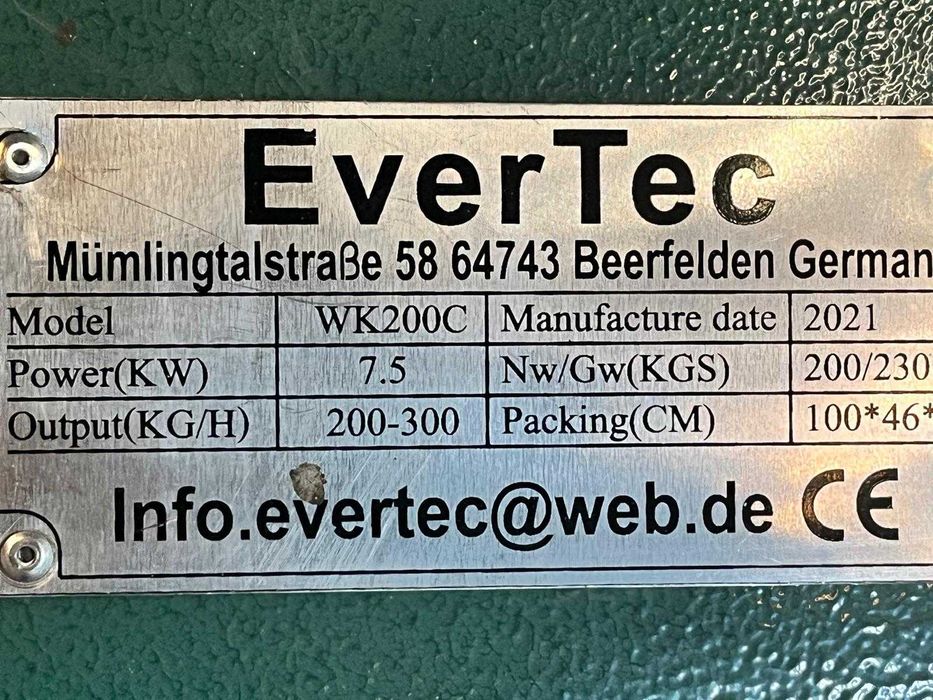 EverTec
Mümlingtalstraße 58 64743 Beerfelden German
Model WK200C Manufacture date 2021
Power(KW) 7.5 Nw/Gw(KGS) 200/230
Output(KG/H) 200-300 Packing(CM) 100*46*
Info.evertec@web.de CE